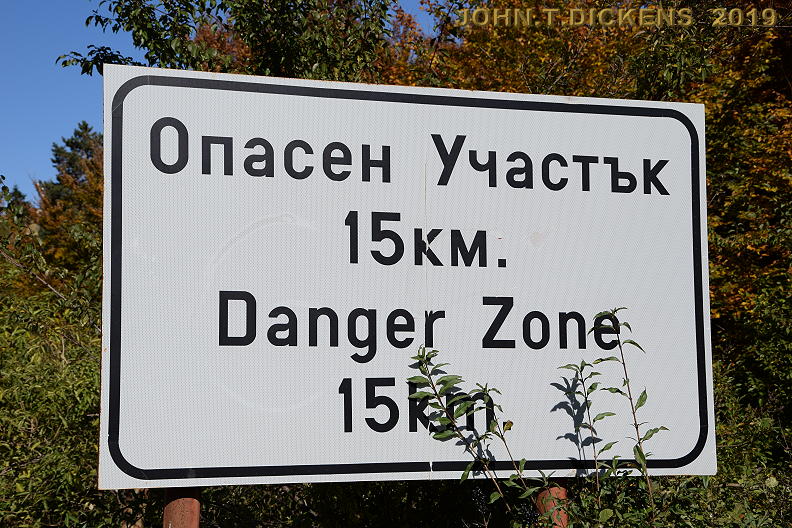 JOHN.T.DICKENS 2019
Опасен Участък
15км.
Danger Zone
15km